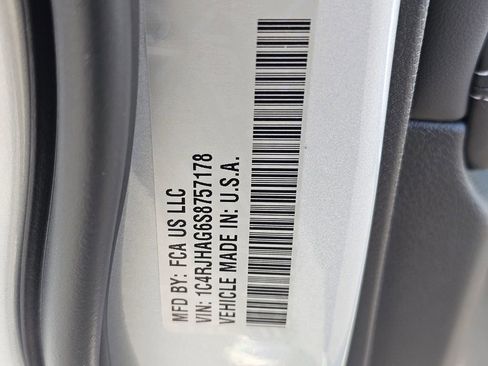 MFD BY: FCA US LLC
VIN: 1C4RJHAG6S8757178
VEHICLE MADE IN: U.S.A.